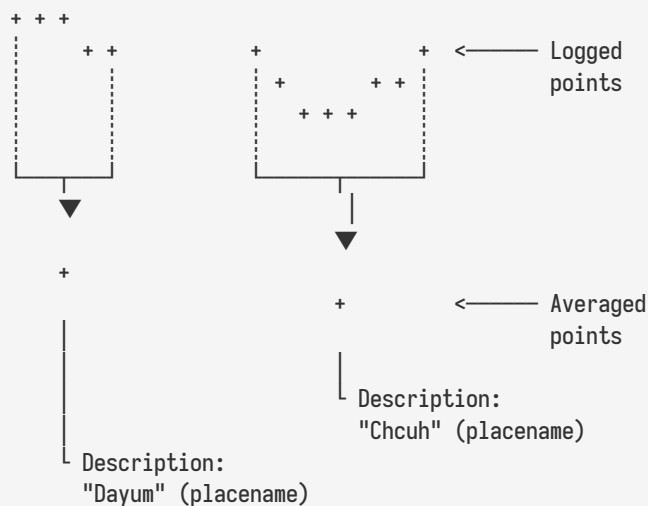 Logged
points
Averaged
points
Description:
"Chcuh" (placename)
Description:
"Dayum" (placename)